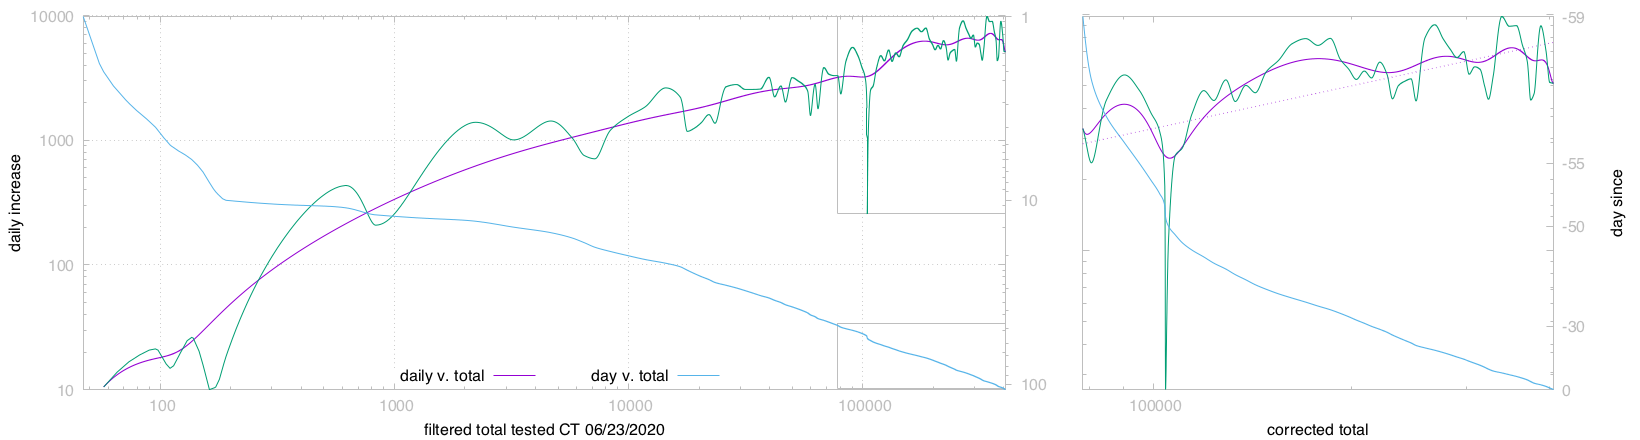 10000
1000
100
10
daily increase
100
1000
10000
100000
filtered total tested CT 06/23/2020
daily v. total
day v. total
1
10
100
100000
corrected total
-59
-55
-50
-30
0
day since